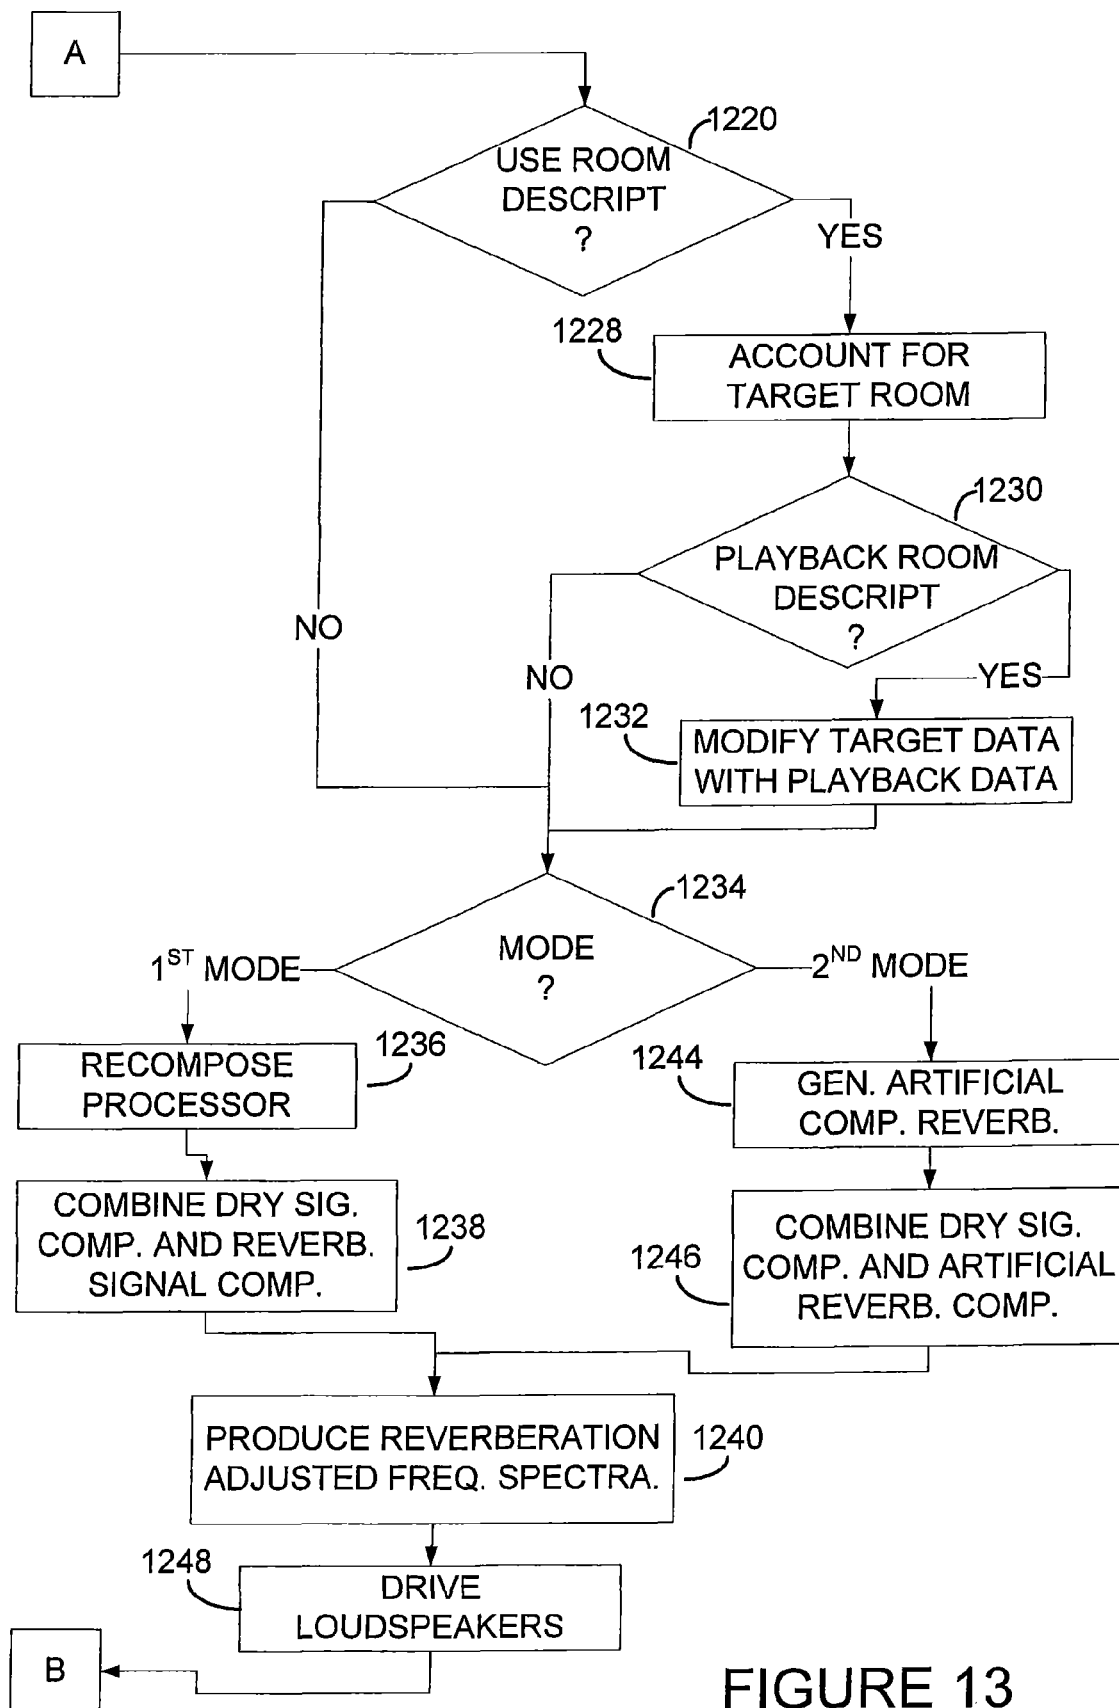 A
1220
USE ROOM
DESCRIPT
?
YES
1228
ACCOUNT FOR
TARGET ROOM
1230
PLAYBACK ROOM
DESCRIPT
?
NO
NO
YES
1232
MODIFY TARGET DATA
WITH PLAYBACK DATA
1234
MODE
?
1ST MODE
2ND MODE
RECOMPOSE
PROCESSOR
1236
1244
GEN. ARTIFICIAL
COMP. REVERB.
COMBINE DRY SIG.
COMP. AND REVERB.
SIGNAL COMP.
1238
1246
COMBINE DRY SIG.
COMP. AND ARTIFICIAL
REVERB. COMP.
PRODUCE REVERBERATION
ADJUSTED FREQ. SPECTRA.
1240
1248
DRIVE
LOUDSPEAKERS
B
FIGURE 13